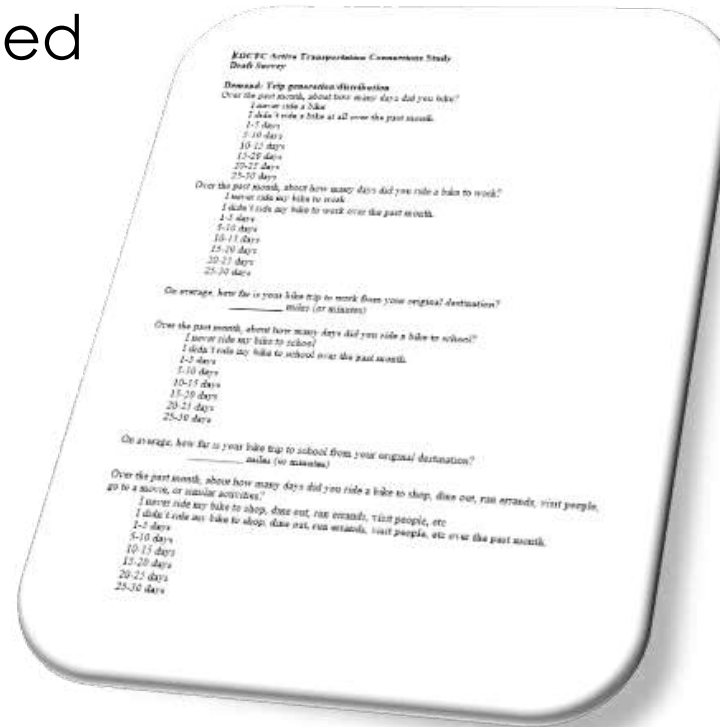 ed
EDCTC Active Transportation Connections Study
Draft Survey
Demand: Trip generation/distribution
Over the past month, about how many days did you bike?
I never ride a bike
I didn't ride a bike at all over the past month.
1-5 days
5-10 days
10-15 days
15-20 days
20-25 days
25-30 days
Over the past month, about how many days did you ride a bike to work?
I never ride my bike to work
I didn't ride my bike to work over the past month.
1-5 days
5-10 days
10-15 days
15-20 days
20-25 days
25-30 days
On average, how far is your bike trip to work from your original destination?
________ miles (or minutes)
Over the past month, about how many days did you ride a bike to school?
I never ride my bike to school
I didn't ride my bike to school over the past month.
1-5 days
5-10 days
10-15 days
15-20 days
20-25 days
25-30 days
On average, how far is your bike trip to school from your original destination?
________ miles (or minutes)
Over the past month, about how many days did you ride a bike to shop, dine out, run errands, visit people,
go to a movie, or similar activities?
I never ride my bike to shop, dine out, run errands, visit people, etc
I didn't ride my bike to shop, dine out, run errands, visit people, etc over the past month.
1-5 days
5-10 days
10-15 days
15-20 days
20-25 days
25-30 days